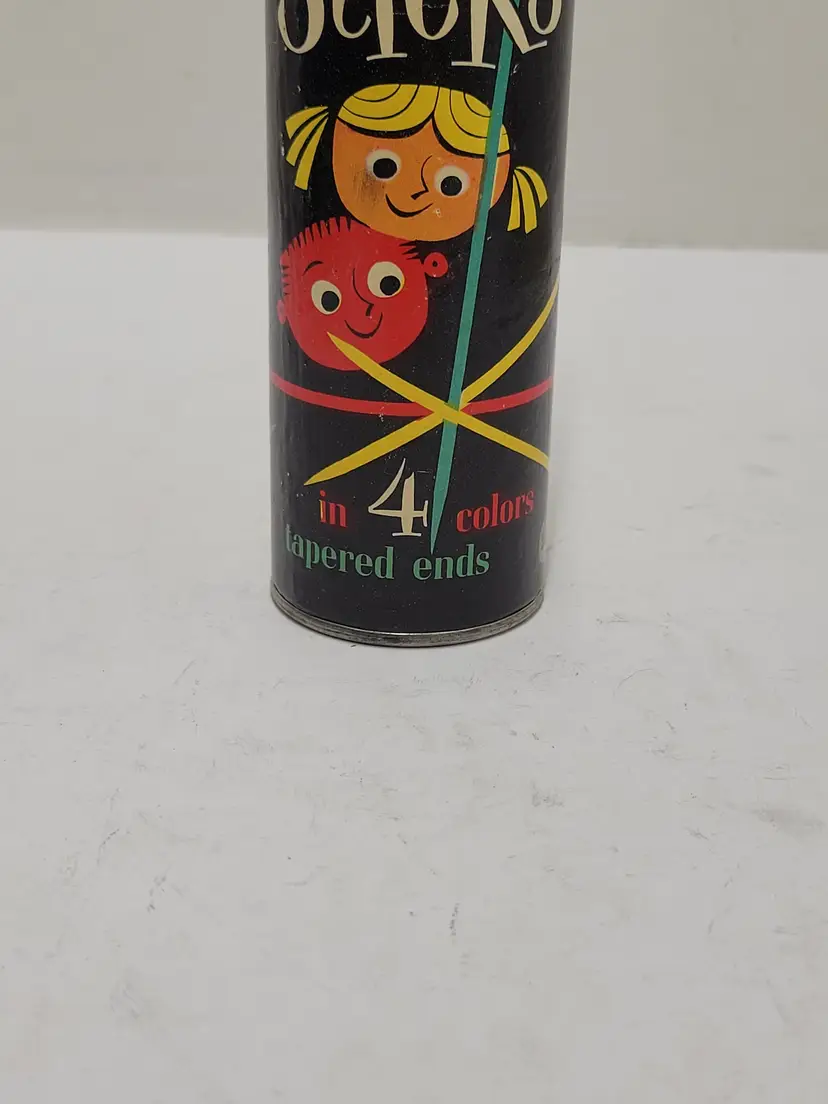 in 4 colors
tapered ends